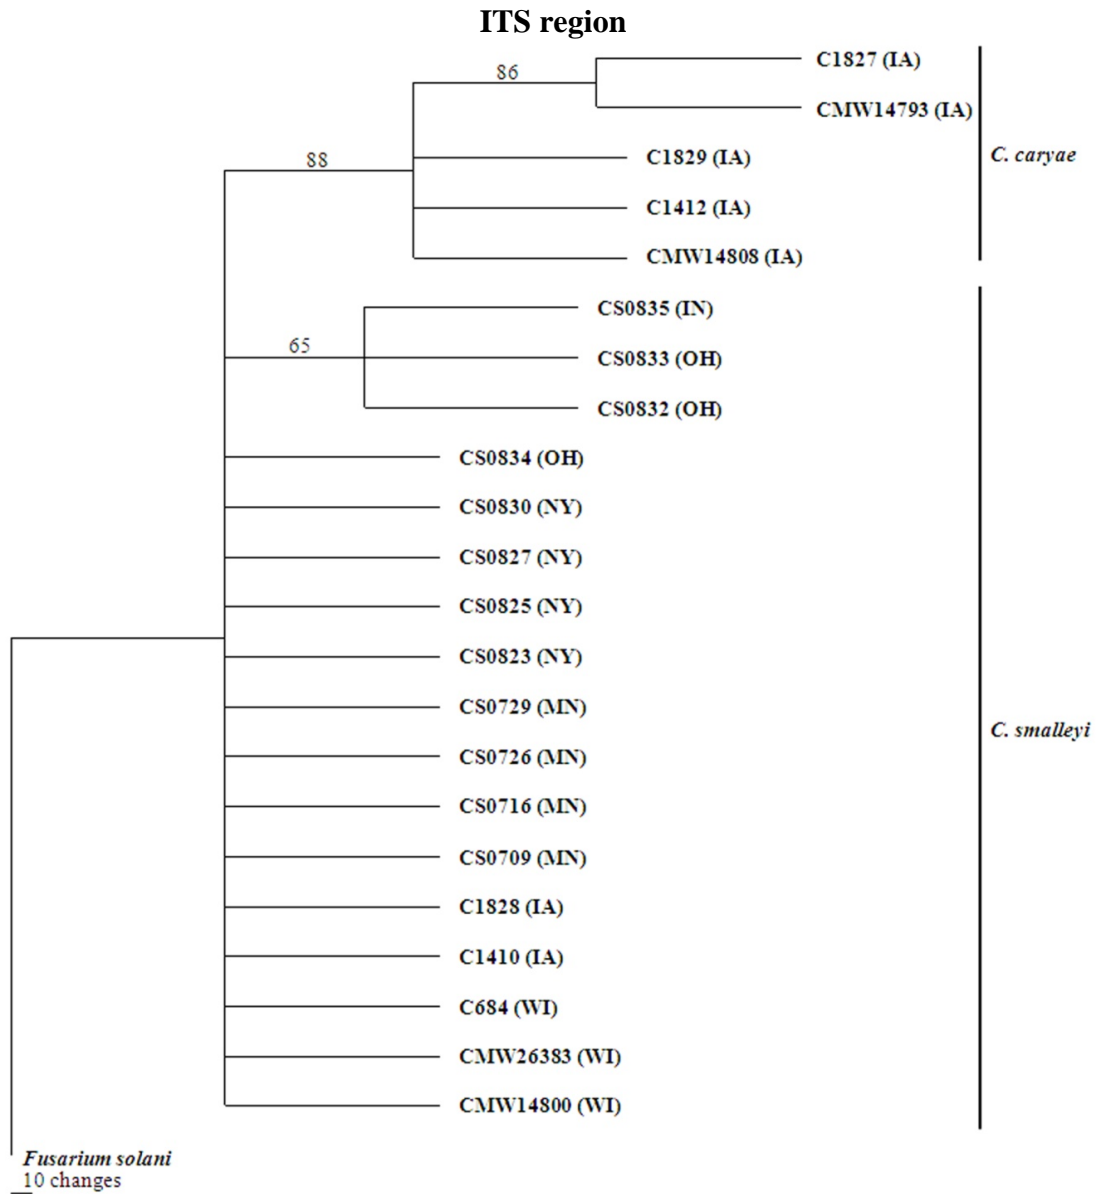 ITS region
86
C1827 (IA)
CMW14793 (IA)
88
C1829 (IA)
C. caryae
C1412 (IA)
CMW14808 (IA)
CS0835 (IN)
65
CS0833 (OH)
CS0832 (OH)
CS0834 (OH)
CS0830 (NY)
CS0827 (NY)
CS0825 (NY)
CS0823 (NY)
CS0729 (MN)
C. smalleyi
CS0726 (MN)
CS0716 (MN)
CS0709 (MN)
C1828 (IA)
C1410 (IA)
C684 (WI)
CMW26383 (WI)
CMW14800 (WI)
Fusarium solani
10 changes